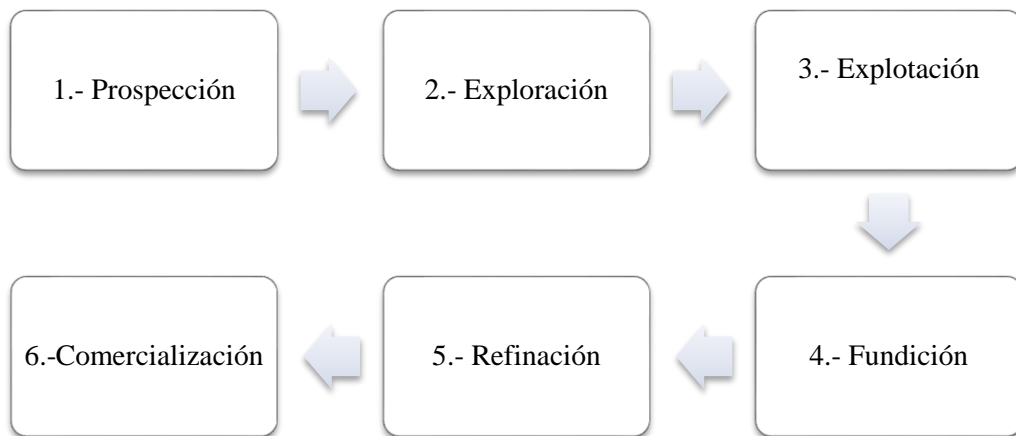 1.- Prospección
2.- Exploración
3.- Explotación
4.- Fundición
5.- Refinación
6.-Comercialización